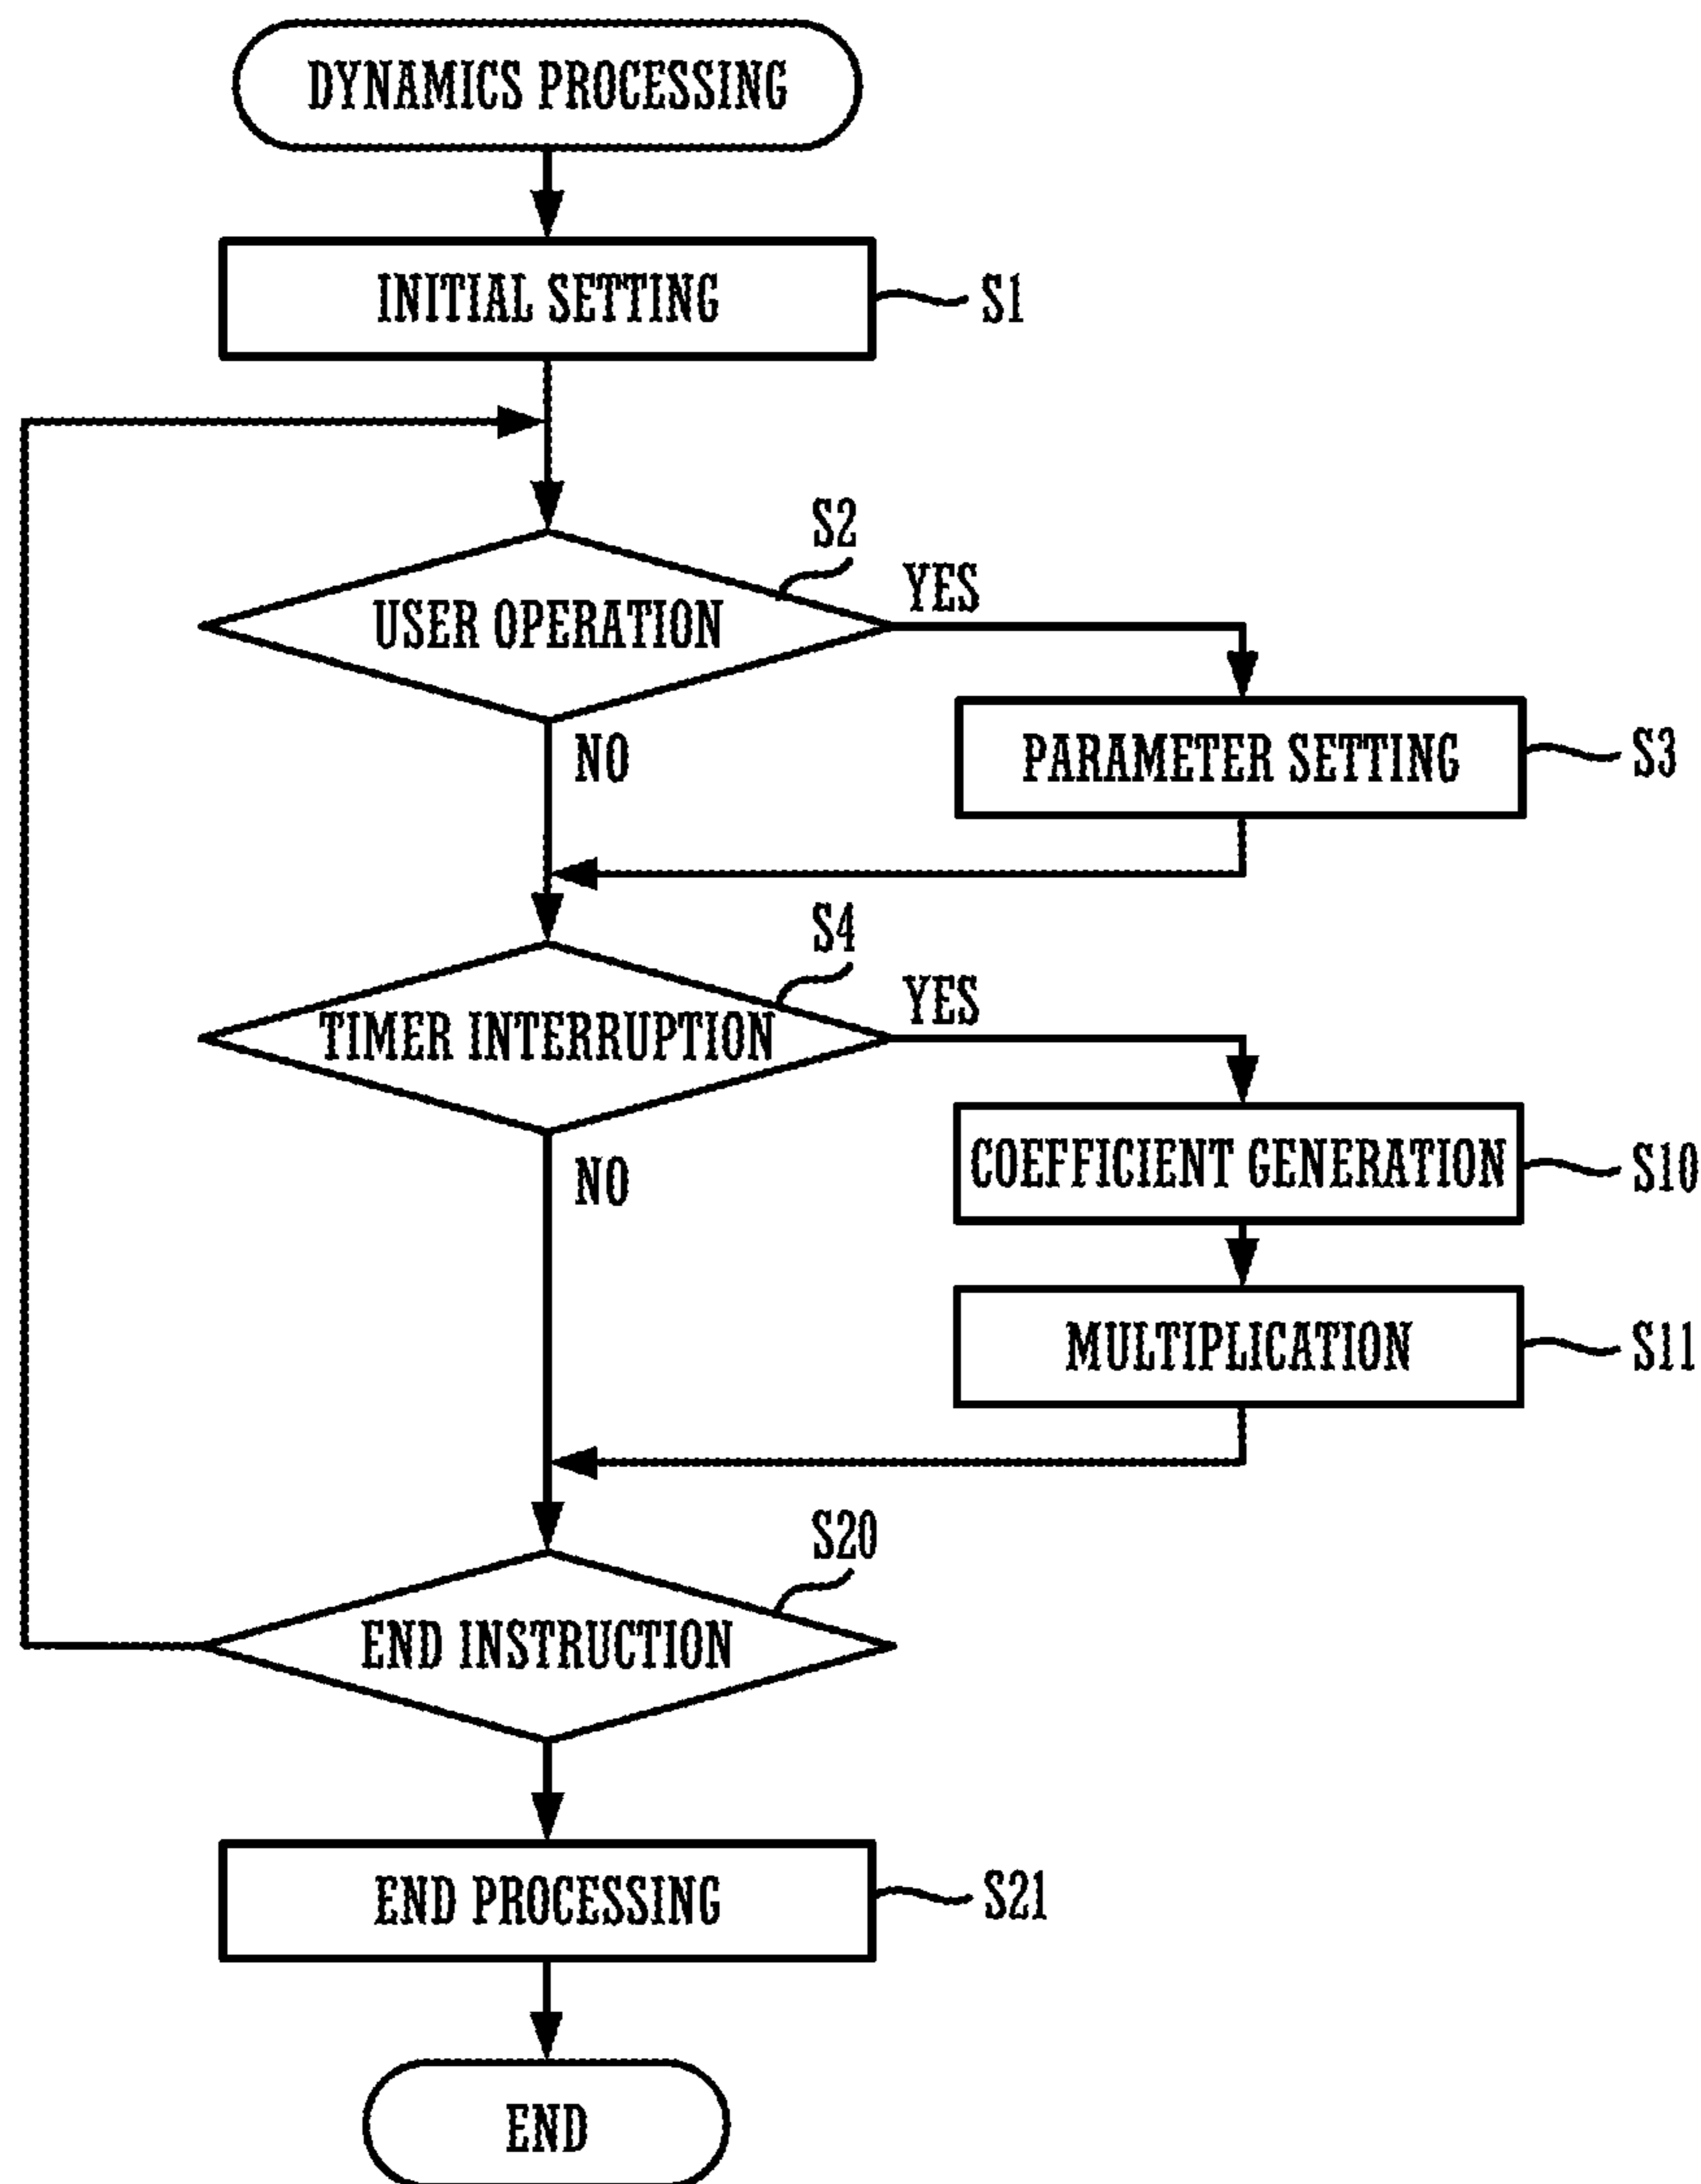 DYNAMICS PROCESSING
INITIAL SETTING
S1
S2
YES
USER OPERATION
NO
PARAMETER SETTING
S3
S4
YES
TIMER INTERRUPTION
NO
COEFFICIENT GENERATION
S10
MULTIPLICATION
S11
S20
END INSTRUCTION
END PROCESSING
S21
END